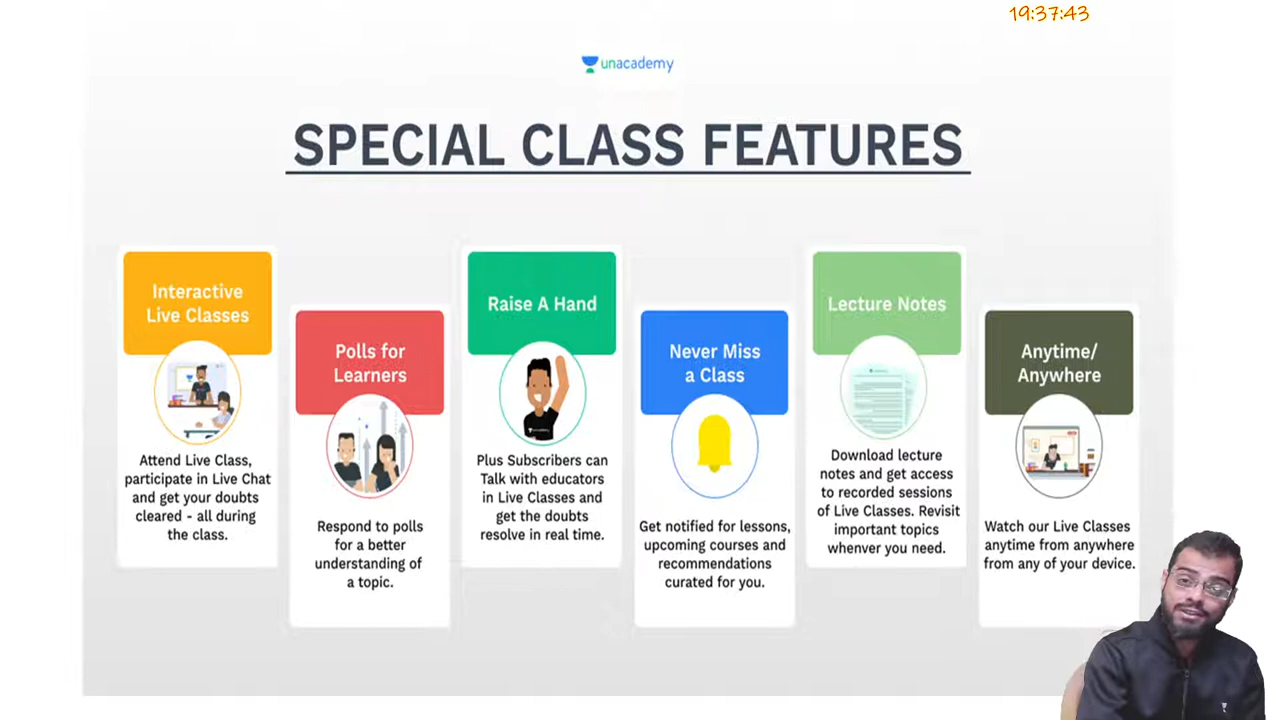 19:37:43
unacademy
SPECIAL CLASS FEATURES
Interactive
Live Classes
Attend Live Class,
participate in Live Chat
and get your doubts
cleared - all during
the class.
Polls for
Learners
Respond to polls
for a better
understanding of
a topic.
Raise A Hand
Plus Subscribers can
Talk with educators
in Live Classes and
get the doubts
resolve in real time.
Never Miss
a Class
Get notified for lessons,
upcoming courses and
recommendations
curated for you.
Lecture Notes
Download lecture
notes and get access
to recorded sessions
of Live Classes. Revisit
important topics
whenver you need.
Anytime/
Anywhere
Watch our Live Classes
anytime from anywhere
from any of your device.